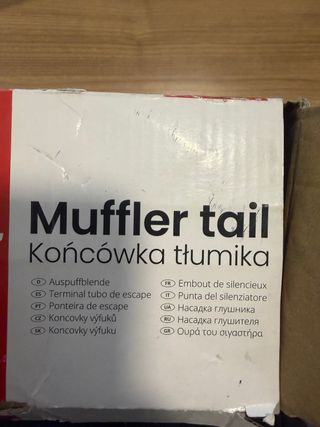 Muffler tail
Końcówka tłumika
D Auspuffblende
ES Terminal tubo de escape
PT Ponteira de escape
CZ Koncovky výfuků
SK Koncovky výfuku
FR Embout de silencieux
IT Punta del silenziatore
UA Насадка глушника
RU Насадка глушителя
GR Ουρά του σιγαστήρα